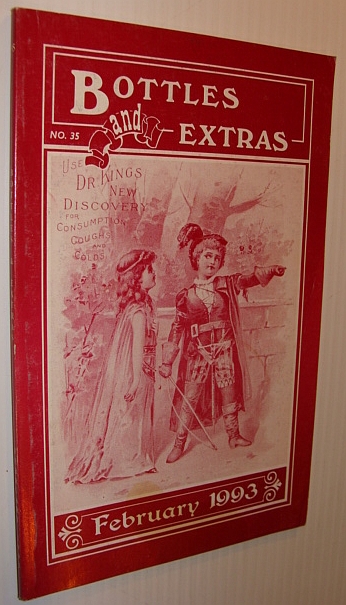 BOTTLES
and
NO. 35
EXTRAS
USE
DR KINGS
NEW
DISCOVERY
FOR
CONSUMPTION
COUGHS
AND
COLDS
February 1993